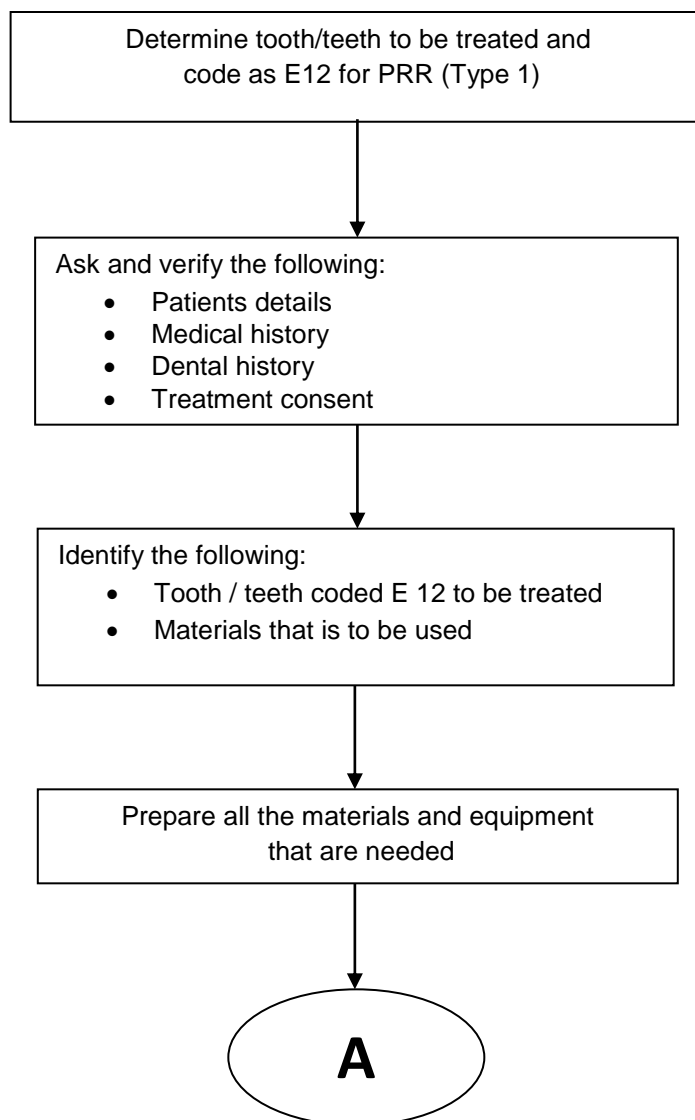 Determine tooth/teeth to be treated and
code as E12 for PRR (Type 1)
Ask and verify the following:
• Patients details
• Medical history
• Dental history
• Treatment consent
Identify the following:
• Tooth / teeth coded E 12 to be treated
• Materials that is to be used
Prepare all the materials and equipment
that are needed
A